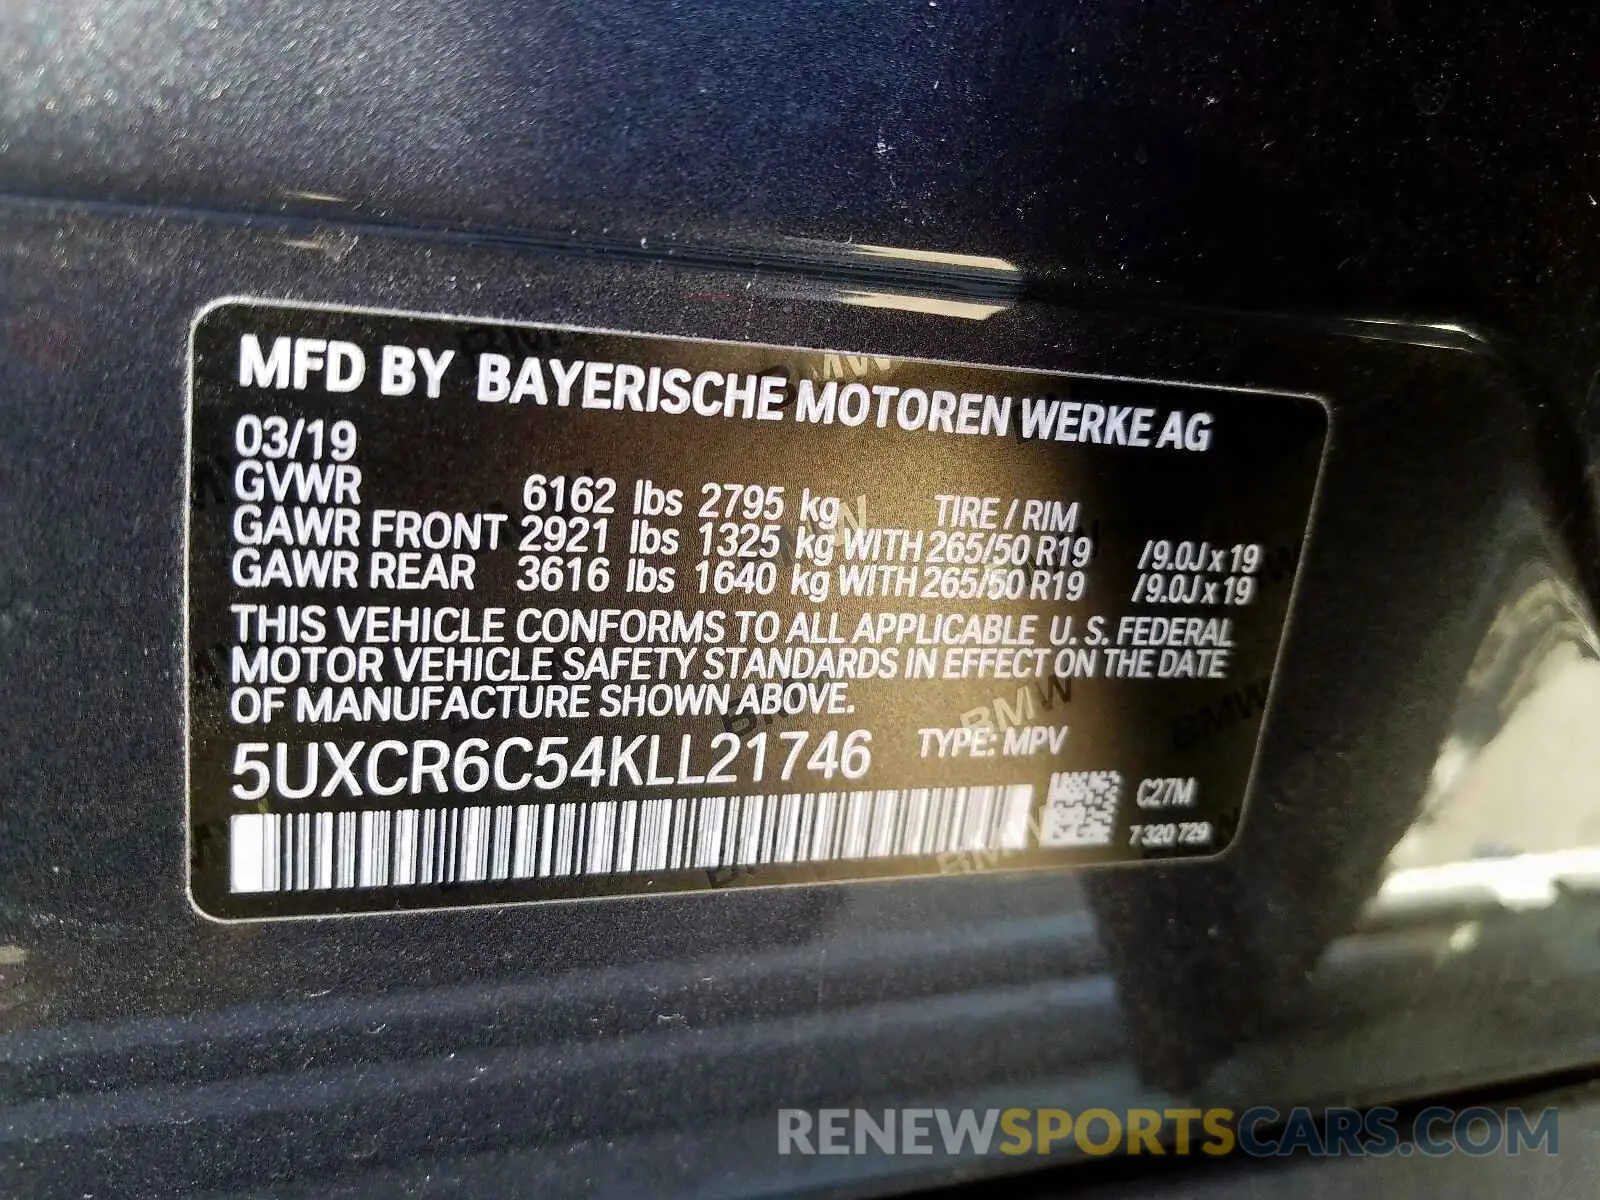 MFD BY BAYERISCHE MOTOREN WERKE AG
03/19
GVWR 6162 lbs 2795 kg TIRE / RIM
GAWR FRONT 2921 lbs 1325 kg WITH 265/50 R19 /9.0J x 19
GAWR REAR 3616 lbs 1640 kg WITH 265/50 R19 /9.0J x 19
THIS VEHICLE CONFORMS TO ALL APPLICABLE U. S. FEDERAL
MOTOR VEHICLE SAFETY STANDARDS IN EFFECT ON THE DATE
OF MANUFACTURE SHOWN ABOVE.
5UXCR6C54KLL21746 TYPE: MPV
C27M
7 320 729
RENEWSPORTSCARS.COM